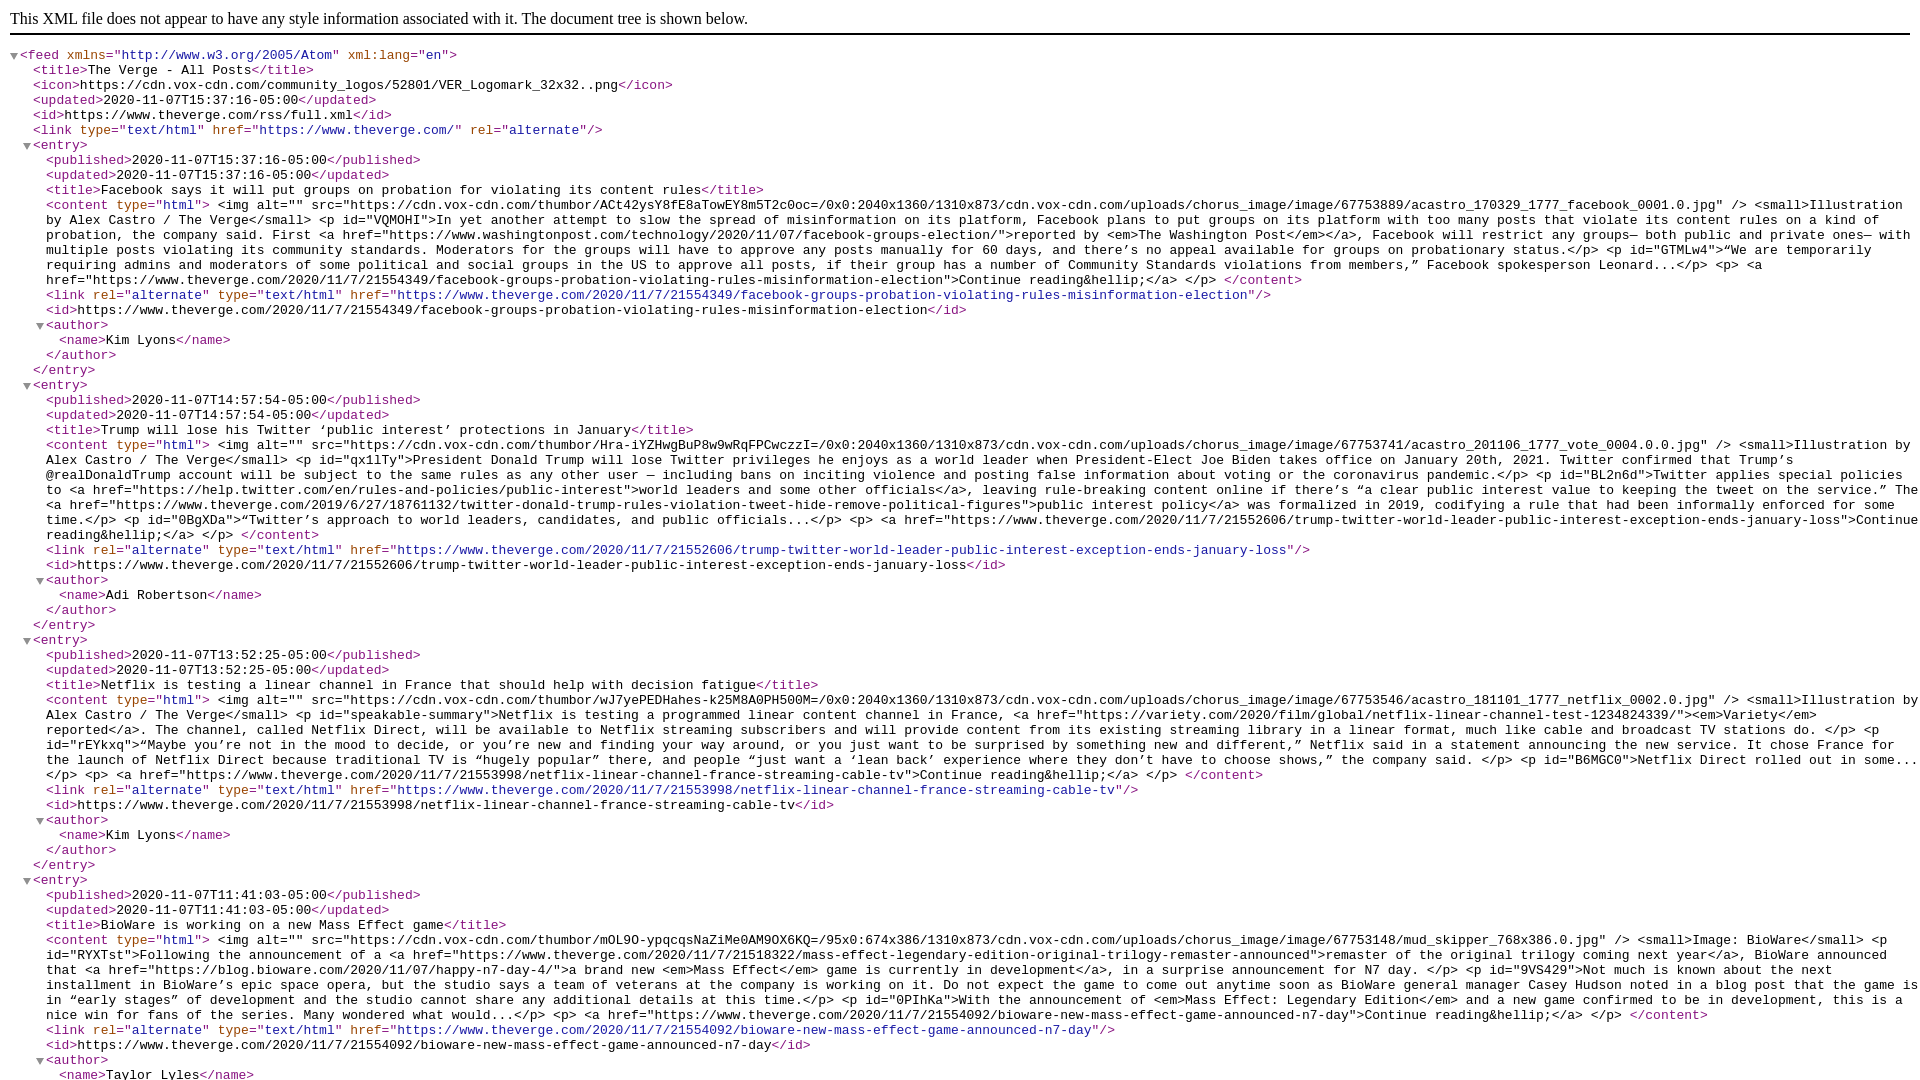 This XML file does not appear to have any style information associated with it. The document tree is shown below.
<feed xmlns="http://www.w3.org/2005/Atom" xml:lang="en">
<title>The Verge - All Posts</title>
<icon>https://cdn.vox-cdn.com/community_logos/52801/VER_Logomark_32x32..png</icon>
<updated>2020-11-07T15:37:16-05:00</updated>
<id>https://www.theverge.com/rss/full.xml</id>
<link type="text/html" href="https://www.theverge.com/" rel="alternate"/>
<entry>
<published>2020-11-07T15:37:16-05:00</published>
<updated>2020-11-07T15:37:16-05:00</updated>
<title>Facebook says it will put groups on probation for violating its content rules</title>
<content type="html"> <img alt="" src="https://cdn.vox-cdn.com/thumbor/ACt42ysY8fE8aTowEY8m5T2c0oc=/0x0:2040x1360/1310x873/cdn.vox-cdn.com/uploads/chorus_image/image/67753889/acastro_170329_1777_facebook_0001.0.jpg" /> <small>Illustration
by Alex Castro / The Verge</small> <p id="VQMOHI">In yet another attempt to slow the spread of misinformation on its platform, Facebook plans to put groups on its platform with too many posts that violate its content rules on a kind of
probation, the company said. First <a href="https://www.washingtonpost.com/technology/2020/11/07/facebook-groups-election/">reported by <em>The Washington Post</em></a>, Facebook will restrict any groups— both public and private ones— with
multiple posts violating its community standards. Moderators for the groups will have to approve any posts manually for 60 days, and there’s no appeal available for groups on probationary status.</p> <p id="GTMLw4">“We are temporarily
requiring admins and moderators of some political and social groups in the US to approve all posts, if their group has a number of Community Standards violations from members,” Facebook spokesperson Leonard...</p> <p> <a
href="https://www.theverge.com/2020/11/7/21554349/facebook-groups-probation-violating-rules-misinformation-election">Continue reading&hellip;</a> </p> </content>
<link rel="alternate" type="text/html" href="https://www.theverge.com/2020/11/7/21554349/facebook-groups-probation-violating-rules-misinformation-election"/>
<id>https://www.theverge.com/2020/11/7/21554349/facebook-groups-probation-violating-rules-misinformation-election</id>
<author>
<name>Kim Lyons</name>
</author>
</entry>
<entry>
<published>2020-11-07T14:57:54-05:00</published>
<updated>2020-11-07T14:57:54-05:00</updated>
<title>Trump will lose his Twitter ‘public interest’ protections in January</title>
<content type="html"> <img alt="" src="https://cdn.vox-cdn.com/thumbor/Hra-iYZHwgBuP8w9wRqFPCwczzI=/0x0:2040x1360/1310x873/cdn.vox-cdn.com/uploads/chorus_image/image/67753741/acastro_201106_1777_vote_0004.0.0.jpg" /> <small>Illustration by
Alex Castro / The Verge</small> <p id="qx1lTy">President Donald Trump will lose Twitter privileges he enjoys as a world leader when President-Elect Joe Biden takes office on January 20th, 2021. Twitter confirmed that Trump’s
@realDonaldTrump account will be subject to the same rules as any other user — including bans on inciting violence and posting false information about voting or the coronavirus pandemic.</p> <p id="BL2n6d">Twitter applies special policies
to <a href="https://help.twitter.com/en/rules-and-policies/public-interest">world leaders and some other officials</a>, leaving rule-breaking content online if there’s “a clear public interest value to keeping the tweet on the service.” The
<a href="https://www.theverge.com/2019/6/27/18761132/twitter-donald-trump-rules-violation-tweet-hide-remove-political-figures">public interest policy</a> was formalized in 2019, codifying a rule that had been informally enforced for some
time.</p> <p id="0BgXDa">“Twitter’s approach to world leaders, candidates, and public officials...</p> <p> <a href="https://www.theverge.com/2020/11/7/21552606/trump-twitter-world-leader-public-interest-exception-ends-january-loss">Continue
reading&hellip;</a> </p> </content>
<link rel="alternate" type="text/html" href="https://www.theverge.com/2020/11/7/21552606/trump-twitter-world-leader-public-interest-exception-ends-january-loss"/>
<id>https://www.theverge.com/2020/11/7/21552606/trump-twitter-world-leader-public-interest-exception-ends-january-loss</id>
<author>
<name>Adi Robertson</name>
</author>
</entry>
<entry>
<published>2020-11-07T13:52:25-05:00</published>
<updated>2020-11-07T13:52:25-05:00</updated>
<title>Netflix is testing a linear channel in France that should help with decision fatigue</title>
<content type="html"> <img alt="" src="https://cdn.vox-cdn.com/thumbor/wJ7yePEDHahes-k25M8A0PH500M=/0x0:2040x1360/1310x873/cdn.vox-cdn.com/uploads/chorus_image/image/67753546/acastro_181101_1777_netflix_0002.0.jpg" /> <small>Illustration by
Alex Castro / The Verge</small> <p id="speakable-summary">Netflix is testing a programmed linear content channel in France, <a href="https://variety.com/2020/film/global/netflix-linear-channel-test-1234824339/"><em>Variety</em>
reported</a>. The channel, called Netflix Direct, will be available to Netflix streaming subscribers and will provide content from its existing streaming library in a linear format, much like cable and broadcast TV stations do. </p> <p
id="rEYkxq">“Maybe you’re not in the mood to decide, or you’re new and finding your way around, or you just want to be surprised by something new and different,” Netflix said in a statement announcing the new service. It chose France for
the launch of Netflix Direct because traditional TV is “hugely popular” there, and people “just want a ‘lean back’ experience where they don’t have to choose shows,” the company said. </p> <p id="B6MGC0">Netflix Direct rolled out in some...
</p> <p> <a href="https://www.theverge.com/2020/11/7/21553998/netflix-linear-channel-france-streaming-cable-tv">Continue reading&hellip;</a> </p> </content>
<link rel="alternate" type="text/html" href="https://www.theverge.com/2020/11/7/21553998/netflix-linear-channel-france-streaming-cable-tv"/>
<id>https://www.theverge.com/2020/11/7/21553998/netflix-linear-channel-france-streaming-cable-tv</id>
<author>
<name>Kim Lyons</name>
</author>
</entry>
<entry>
<published>2020-11-07T11:41:03-05:00</published>
<updated>2020-11-07T11:41:03-05:00</updated>
<title>BioWare is working on a new Mass Effect game</title>
<content type="html"> <img alt="" src="https://cdn.vox-cdn.com/thumbor/mOL9O-ypqcqsNaZiMe0AM9OX6KQ=/95x0:674x386/1310x873/cdn.vox-cdn.com/uploads/chorus_image/image/67753148/mud_skipper_768x386.0.jpg" /> <small>Image: BioWare</small> <p
id="RYXTst">Following the announcement of a <a href="https://www.theverge.com/2020/11/7/21518322/mass-effect-legendary-edition-original-trilogy-remaster-announced">remaster of the original trilogy coming next year</a>, BioWare announced
that <a href="https://blog.bioware.com/2020/11/07/happy-n7-day-4/">a brand new <em>Mass Effect</em> game is currently in development</a>, in a surprise announcement for N7 day. </p> <p id="9VS429">Not much is known about the next
installment in BioWare’s epic space opera, but the studio says a team of veterans at the company is working on it. Do not expect the game to come out anytime soon as BioWare general manager Casey Hudson noted in a blog post that the game is
in “early stages” of development and the studio cannot share any additional details at this time.</p> <p id="0PIhKa">With the announcement of <em>Mass Effect: Legendary Edition</em> and a new game confirmed to be in development, this is a
nice win for fans of the series. Many wondered what would...</p> <p> <a href="https://www.theverge.com/2020/11/7/21554092/bioware-new-mass-effect-game-announced-n7-day">Continue reading&hellip;</a> </p> </content>
<link rel="alternate" type="text/html" href="https://www.theverge.com/2020/11/7/21554092/bioware-new-mass-effect-game-announced-n7-day"/>
<id>https://www.theverge.com/2020/11/7/21554092/bioware-new-mass-effect-game-announced-n7-day</id>
<author>
<name>Taylor Lyles</name>